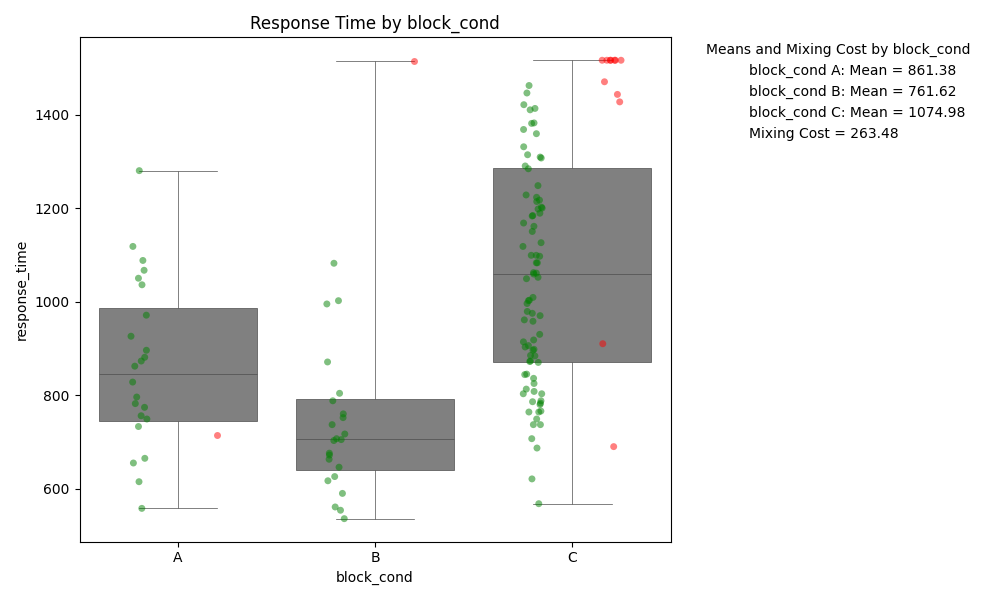 Response Time by block_cond
Means and Mixing Cost by block_cond
block_cond A: Mean = 861.38
block_cond B: Mean = 761.62
block_cond C: Mean = 1074.98
Mixing Cost = 263.48
response_time
1400
1200
1000
800
600
A B C
block_cond